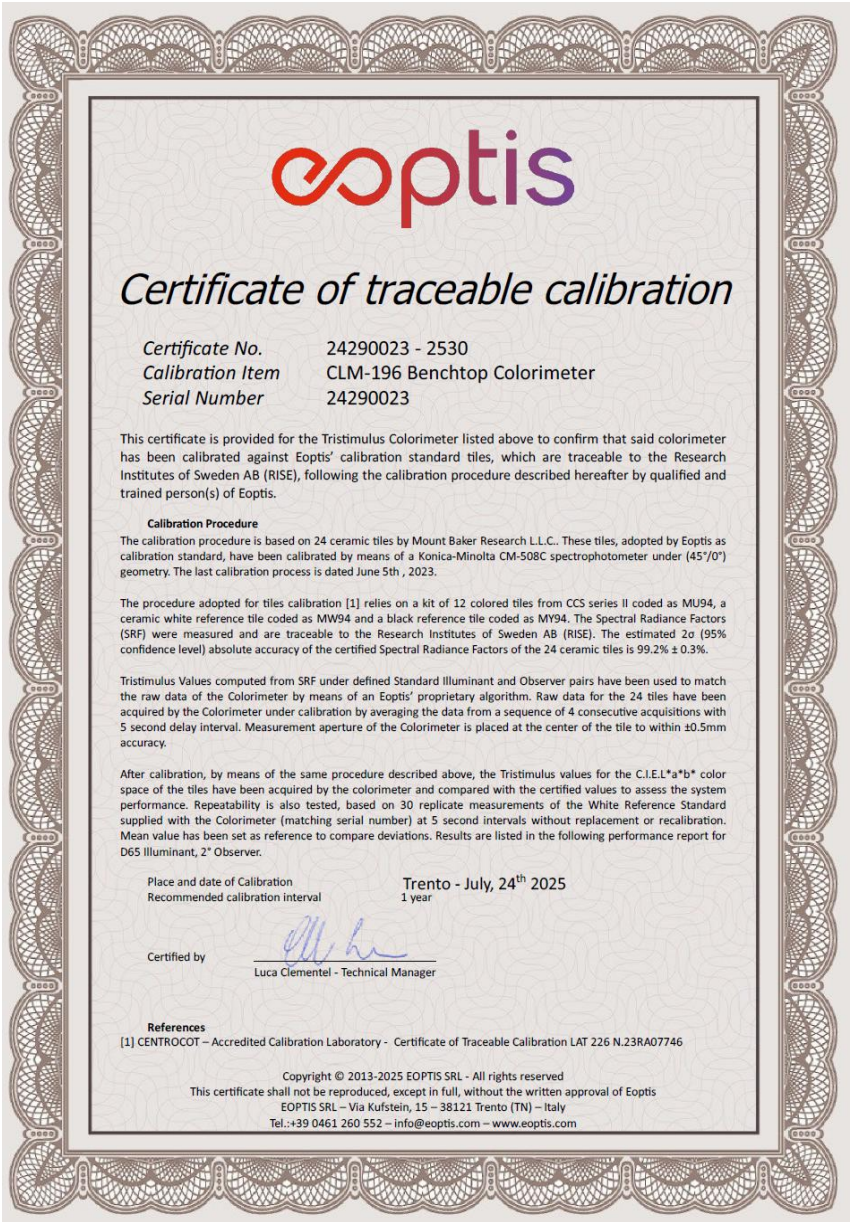 eoptis
Certificate of traceable calibration
Certificate No. 24290023 - 2530
Calibration Item CLM-196 Benchtop Colorimeter
Serial Number 24290023
This certificate is provided for the Tristimulus Colorimeter listed above to confirm that said colorimeter
has been calibrated against Eoptis’ calibration standard tiles, which are traceable to the Research
Institutes of Sweden AB (RISE), following the calibration procedure described hereafter by qualified and
trained person(s) of Eoptis.
Calibration Procedure
The calibration procedure is based on 24 ceramic tiles by Mount Baker Research L.L.C.. These tiles, adopted by Eoptis as
calibration standard, have been calibrated by means of a Konica-Minolta CM-508C spectrophotometer under (45°/0°)
geometry. The last calibration process is dated June 5th , 2023.
The procedure adopted for tiles calibration [1] relies on a kit of 12 colored tiles from CCS series II coded as MU94, a
ceramic white reference tile coded as MW94 and a black reference tile coded as MY94. The Spectral Radiance Factors
(SRF) were measured and are traceable to the Research Institutes of Sweden AB (RISE). The estimated 2σ (95%
confidence level) absolute accuracy of the certified Spectral Radiance Factors of the 24 ceramic tiles is 99.2% ± 0.3%.
Tristimulus Values computed from SRF under defined Standard Illuminant and Observer pairs have been used to match
the raw data of the Colorimeter by means of an Eoptis’ proprietary algorithm. Raw data for the 24 tiles have been
acquired by the Colorimeter under calibration by averaging the data from a sequence of 4 consecutive acquisitions with
5 second delay interval. Measurement aperture of the Colorimeter is placed at the center of the tile to within ±0.5mm
accuracy.
After calibration, by means of the same procedure described above, the Tristimulus values for the C.I.E.L*a*b* color
space of the tiles have been acquired by the colorimeter and compared with the certified values to assess the system
performance. Repeatability is also tested, based on 30 replicate measurements of the White Reference Standard
supplied with the Colorimeter (matching serial number) at 5 second intervals without replacement or recalibration.
Mean value has been set as reference to compare deviations. Results are listed in the following performance report for
D65 Illuminant, 2° Observer.
Place and date of Calibration Trento - July, 24th 2025
Recommended calibration interval 1 year
Certified by
Luca Clementel - Technical Manager
References
[1] CENTROCOT – Accredited Calibration Laboratory - Certificate of Traceable Calibration LAT 226 N.23RA07746
Copyright © 2013-2025 EOPTIS SRL - All rights reserved
This certificate shall not be reproduced, except in full, without the written approval of Eoptis
EOPTIS SRL – Via Kufstein, 15 – 38121 Trento (TN) – Italy
Tel.:+39 0461 260 552 – info@eoptis.com – www.eoptis.com